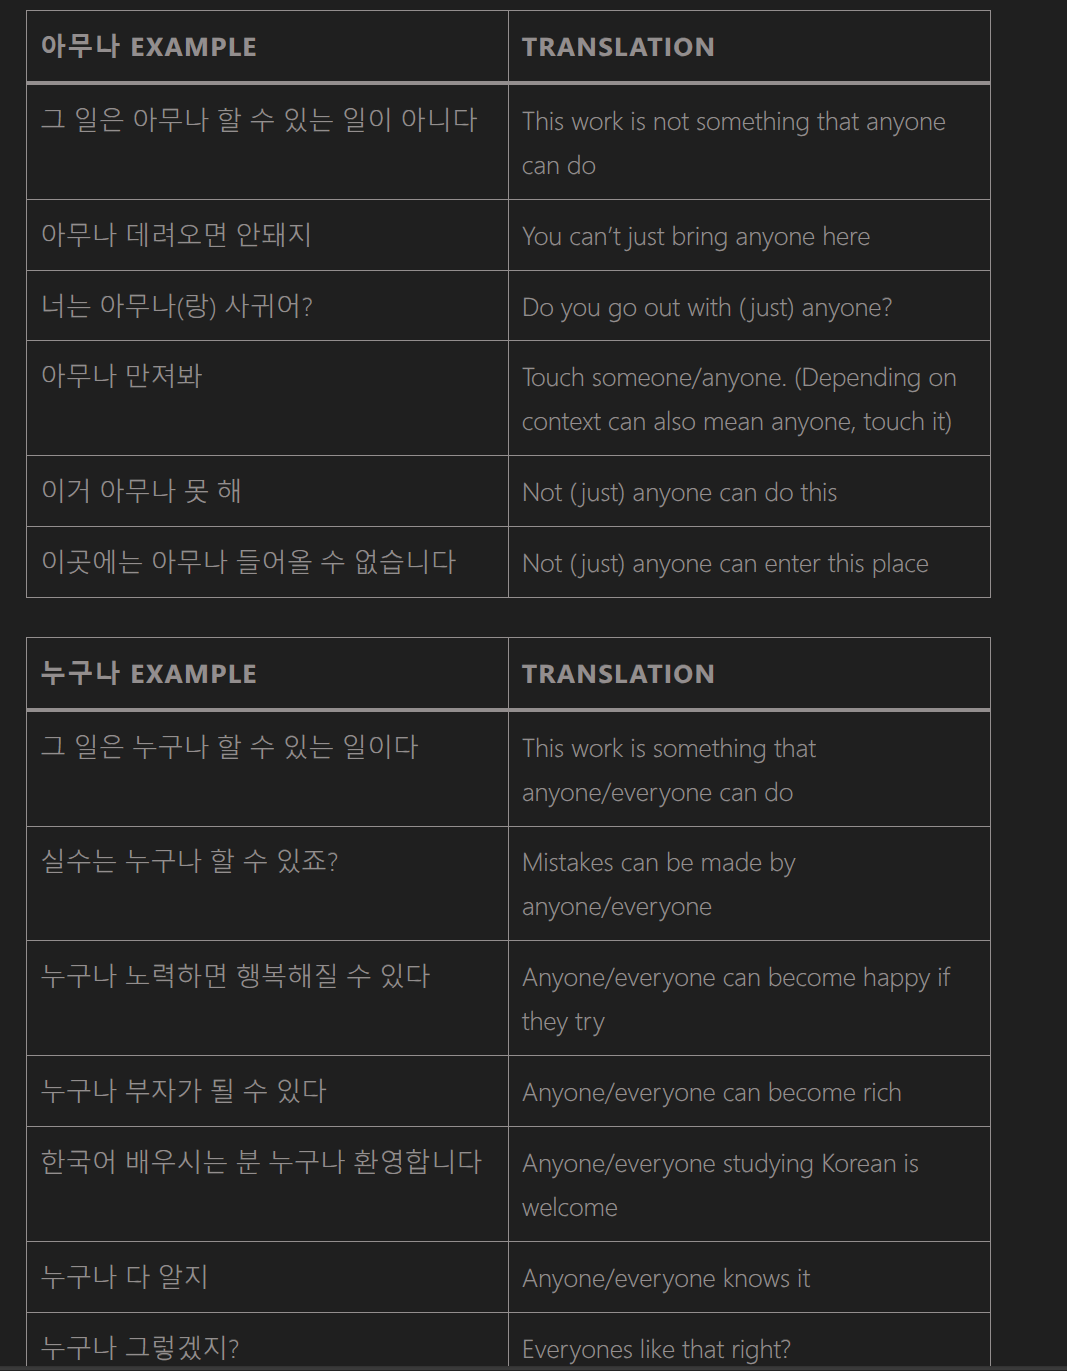 아무나 EXAMPLE
TRANSLATION
그 일은 아무나 할 수 있는 일이 아니다
This work is not something that anyone
can do
아무나 데려오면 안돼지
You can’t just bring anyone here
너는 아무나(랑) 사귀어?
Do you go out with (just) anyone?
아무나 만져봐
Touch someone/anyone. (Depending on
context can also mean anyone, touch it)
이거 아무나 못 해
Not (just) anyone can do this
이곳에는 아무나 들어올 수 없습니다
Not (just) anyone can enter this place
누구나 EXAMPLE
TRANSLATION
그 일은 누구나 할 수 있는 일이다
This work is something that
anyone/everyone can do
실수는 누구나 할 수 있죠?
Mistakes can be made by
anyone/everyone
누구나 노력하면 행복해질 수 있다
Anyone/everyone can become happy if
they try
누구나 부자가 될 수 있다
Anyone/everyone can become rich
한국어 배우시는 분 누구나 환영합니다
Anyone/everyone studying Korean is
welcome
누구나 다 알지
Anyone/everyone knows it
누구나 그렇겠지?
Everyones like that right?